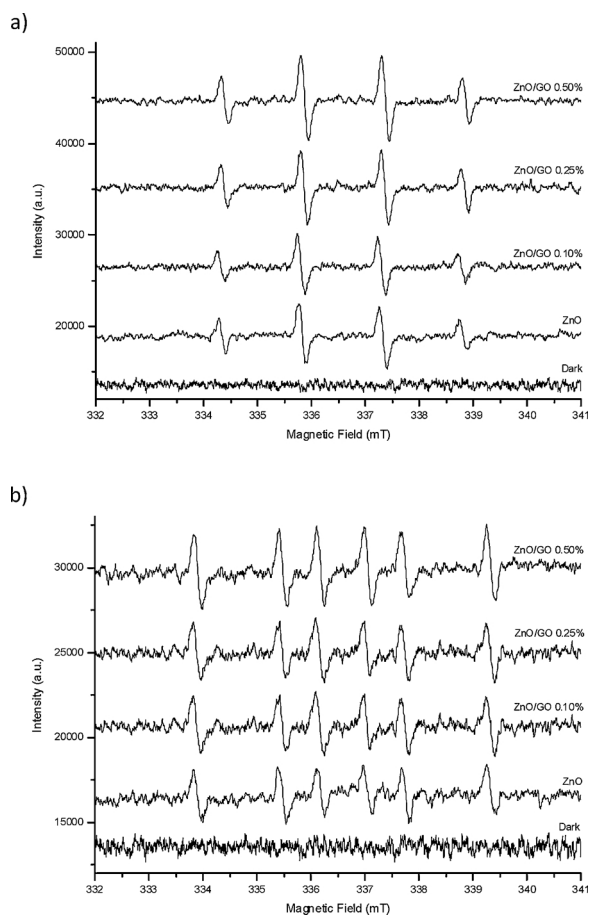 a)
50000
ZnO/GO 0.50%
40000
ZnO/GO 0.25%
Intensity (a.u.)
30000
ZnO/GO 0.10%
20000
ZnO
Dark
332 333 334 335 336 337 338 339 340 341
Magnetic Field (mT)
b)
ZnO/GO 0.50%
30000
ZnO/GO 0.25%
25000
Intensity (a.u.)
ZnO/GO 0.10%
20000
ZnO
15000
Dark
332 333 334 335 336 337 338 339 340 341
Magnetic Field (mT)